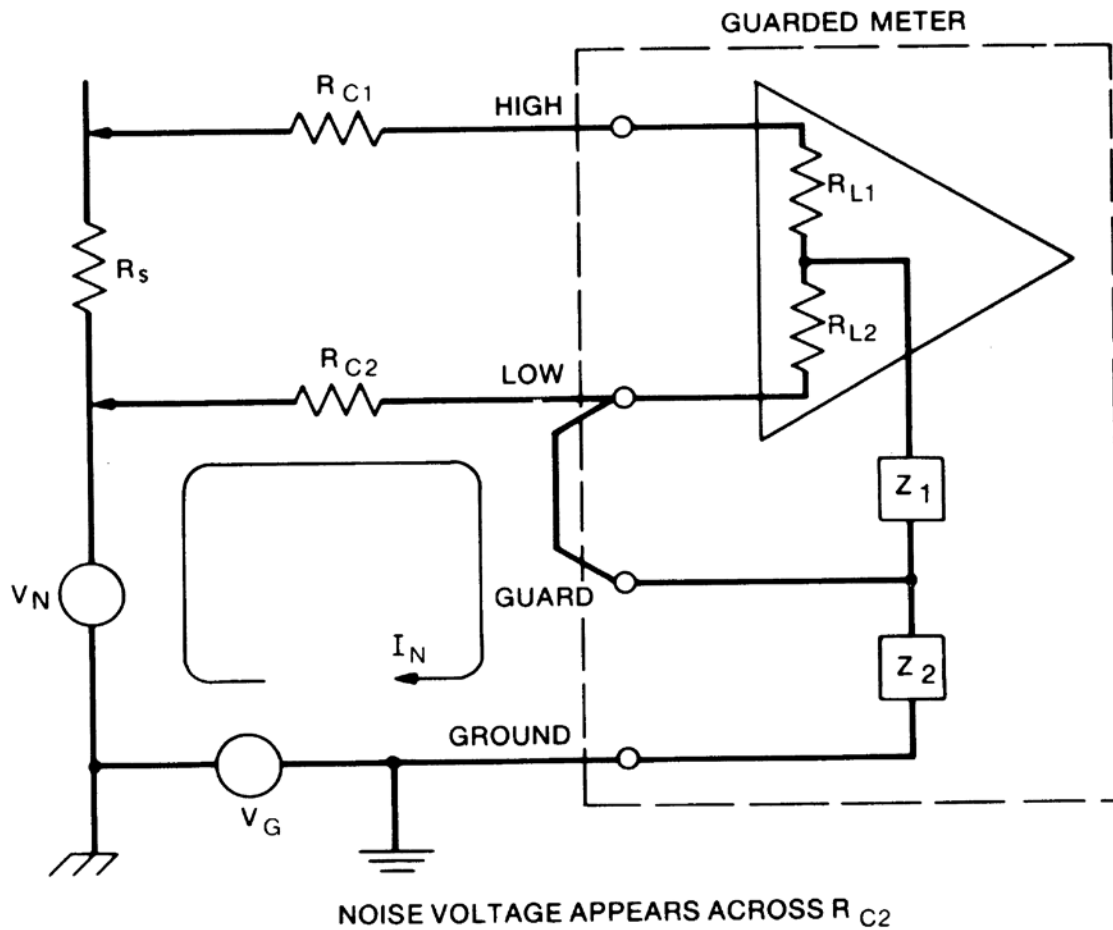 GUARDED METER
R C1
HIGH
R L1
R S
R L2
R C2
LOW
Z 1
V N
GUARD
I N
Z 2
GROUND
V G
NOISE VOLTAGE APPEARS ACROSS R C2